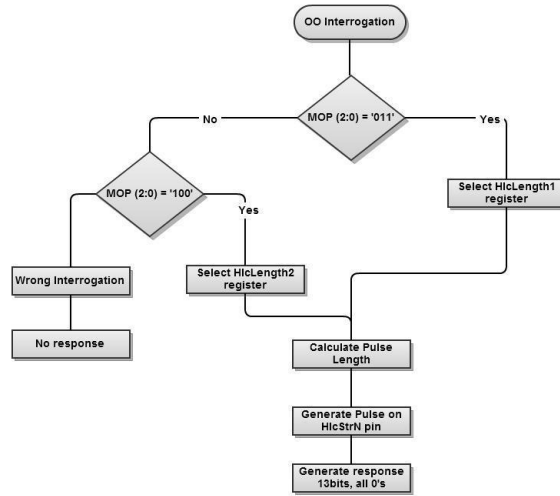 OO Interrogation
MOP (2:0) = '011'
No
Yes
MOP (2:0) = '100'
Yes
Select HlcLength1
register
Wrong Interrogation
Select HlcLength2
register
No response
Calculate Pulse
Length
Generate Pulse on
HlcStrN pin
Generate response
13bits, all 0's